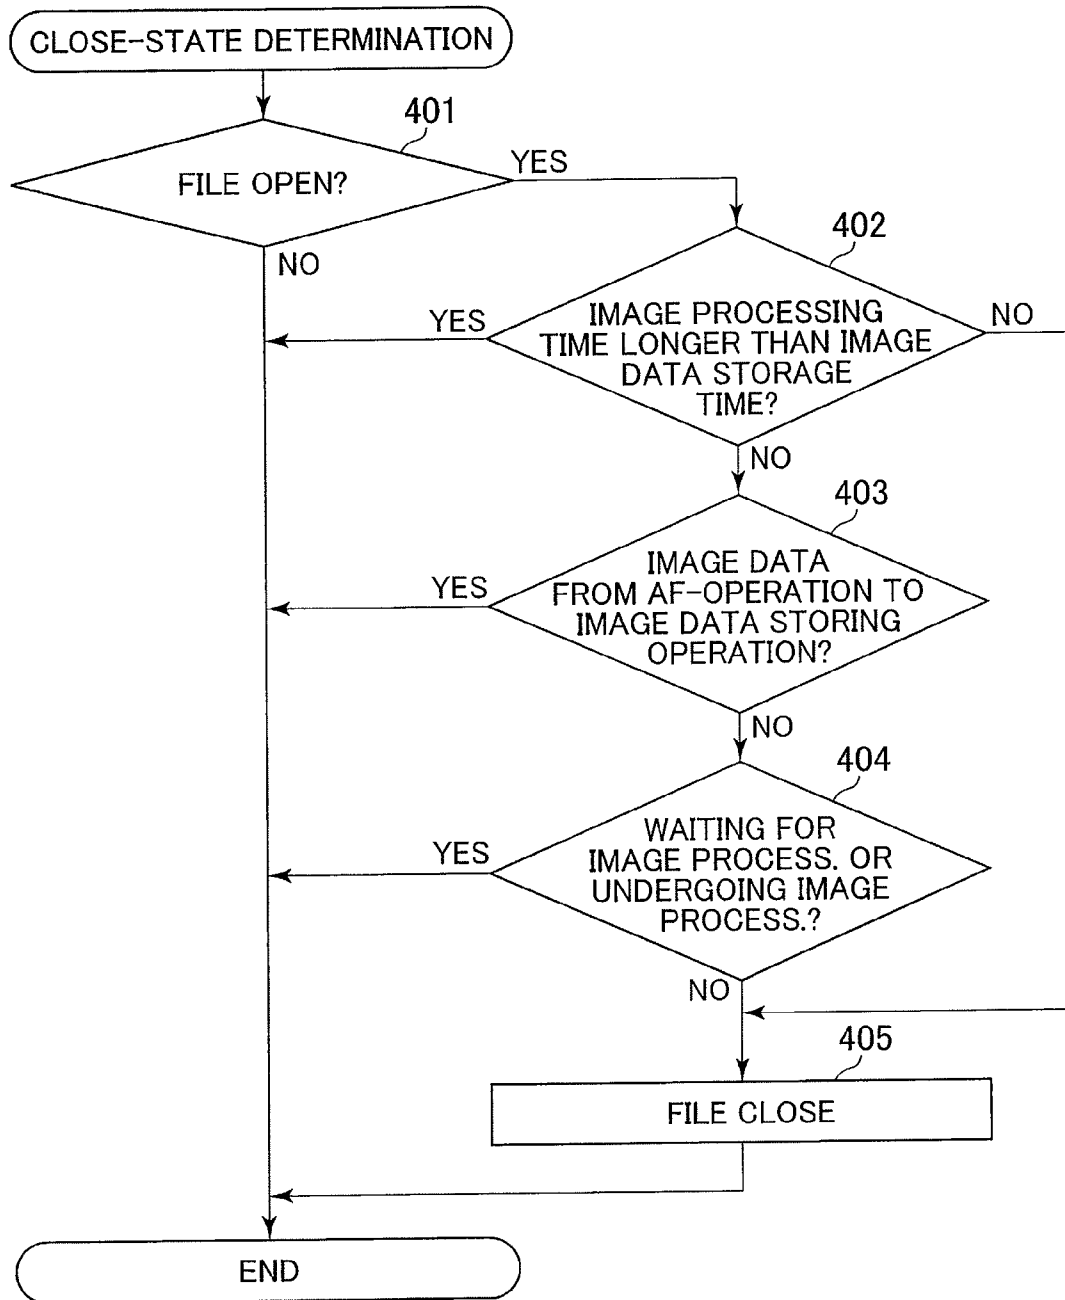 CLOSE-STATE DETERMINATION
401
YES
FILE OPEN?
NO
402
YES
IMAGE PROCESSING
TIME LONGER THAN IMAGE
DATA STORAGE
TIME?
NO
NO
403
YES
IMAGE DATA
FROM AF-OPERATION TO
IMAGE DATA STORING
OPERATION?
NO
404
YES
WAITING FOR
IMAGE PROCESS. OR
UNDERGOING IMAGE
PROCESS.?
NO
405
FILE CLOSE
END